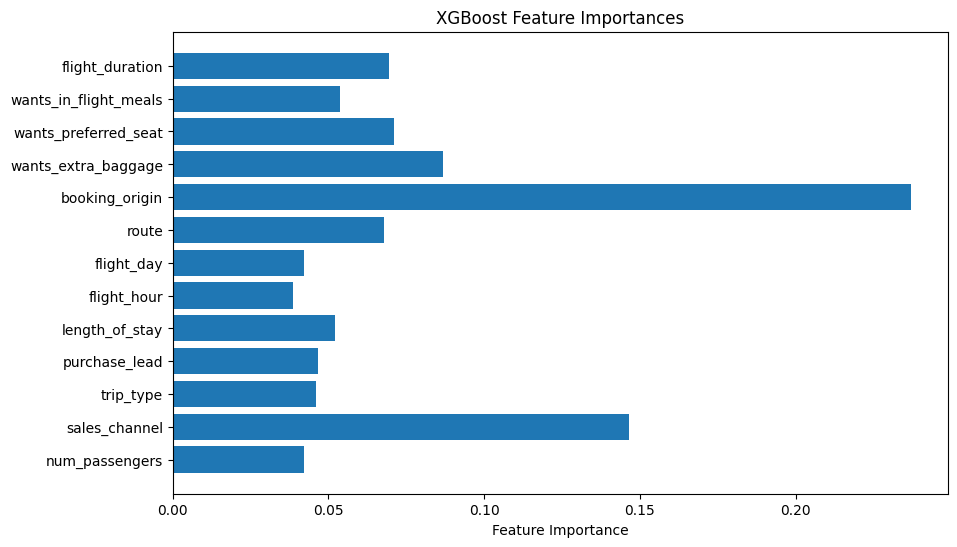 XGBoost Feature Importances
flight_duration
wants_in_flight_meals
wants_preferred_seat
wants_extra_baggage
booking_origin
route
flight_day
flight_hour
length_of_stay
purchase_lead
trip_type
sales_channel
num_passengers
0.00 0.05 0.10 0.15 0.20
Feature Importance